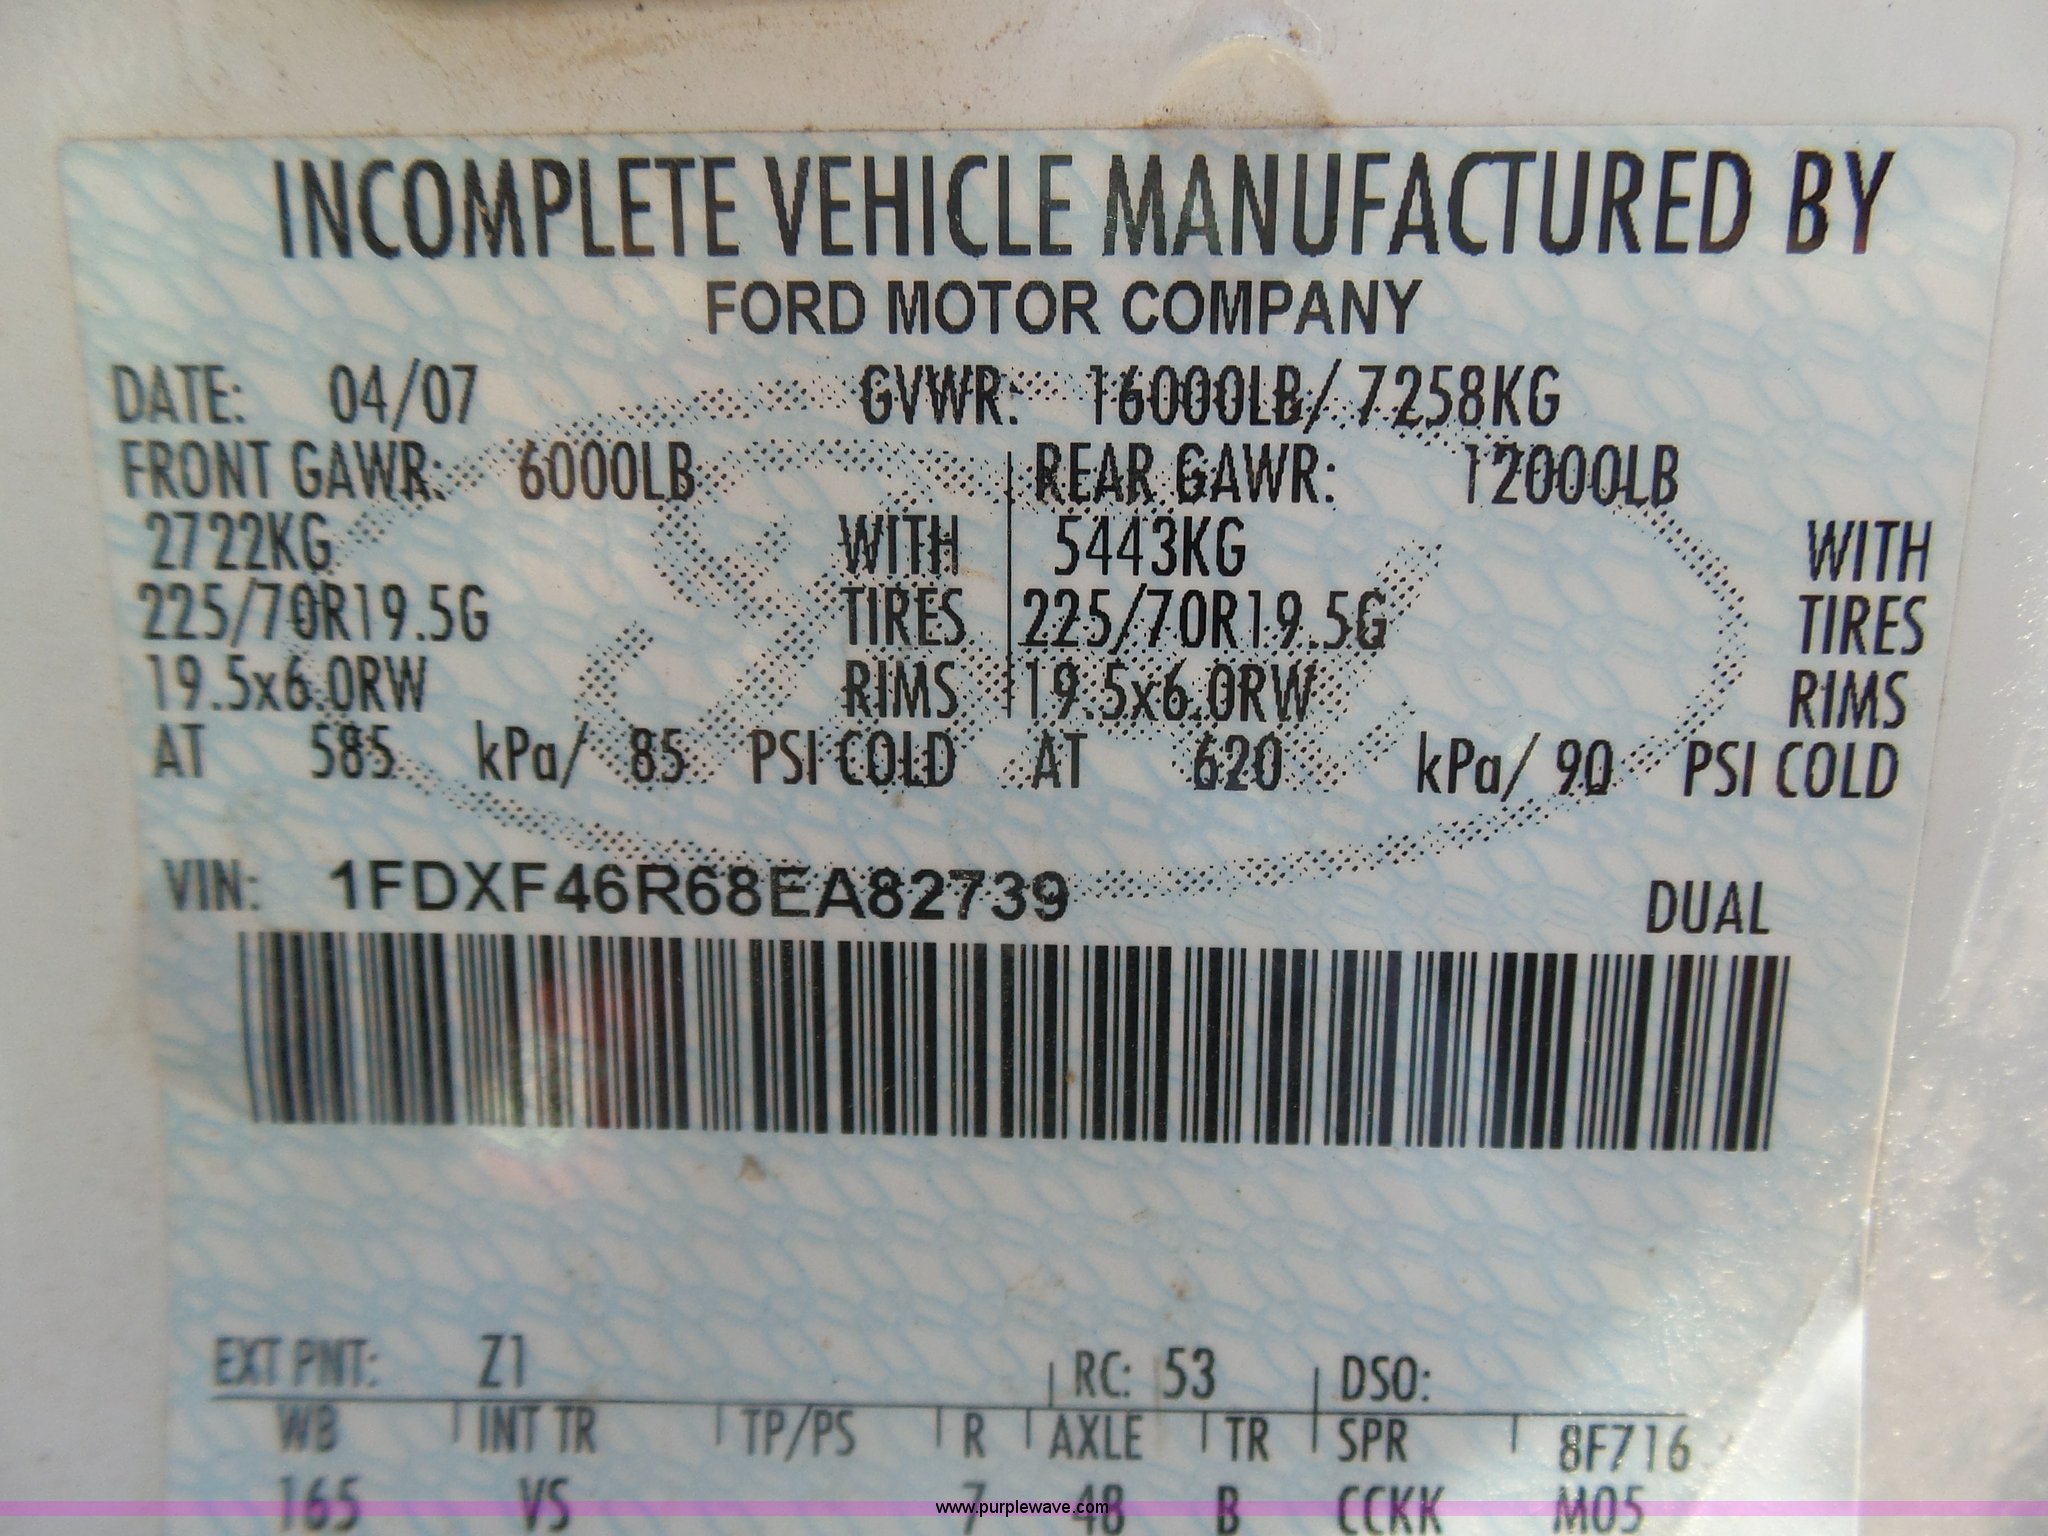 INCOMPLETE VEHICLE MANUFACTURED BY
FORD MOTOR COMPANY
DATE: 04/07 GVWR: 16000LB/ 7258KG
FRONT GAWR: 6000LB REAR GAWR: 12000LB
2722KG WITH 5443KG WITH
225/70R19.5G TIRES 225/70R19.5G TIRES
19.5x6.0RW RIMS 19.5x6.0RW RIMS
AT 585 kPa/ 85 PSI COLD AT 620 kPa/ 90 PSI COLD
VIN: 1FDXF46R68EA82739 DUAL
EXT PNT: Z1 RC: 53 DSO:
WB INT TR TP/PS R AXLE TR SPR 8F716
165 VS 7 48 B CCKK M05
www.purplewave.com